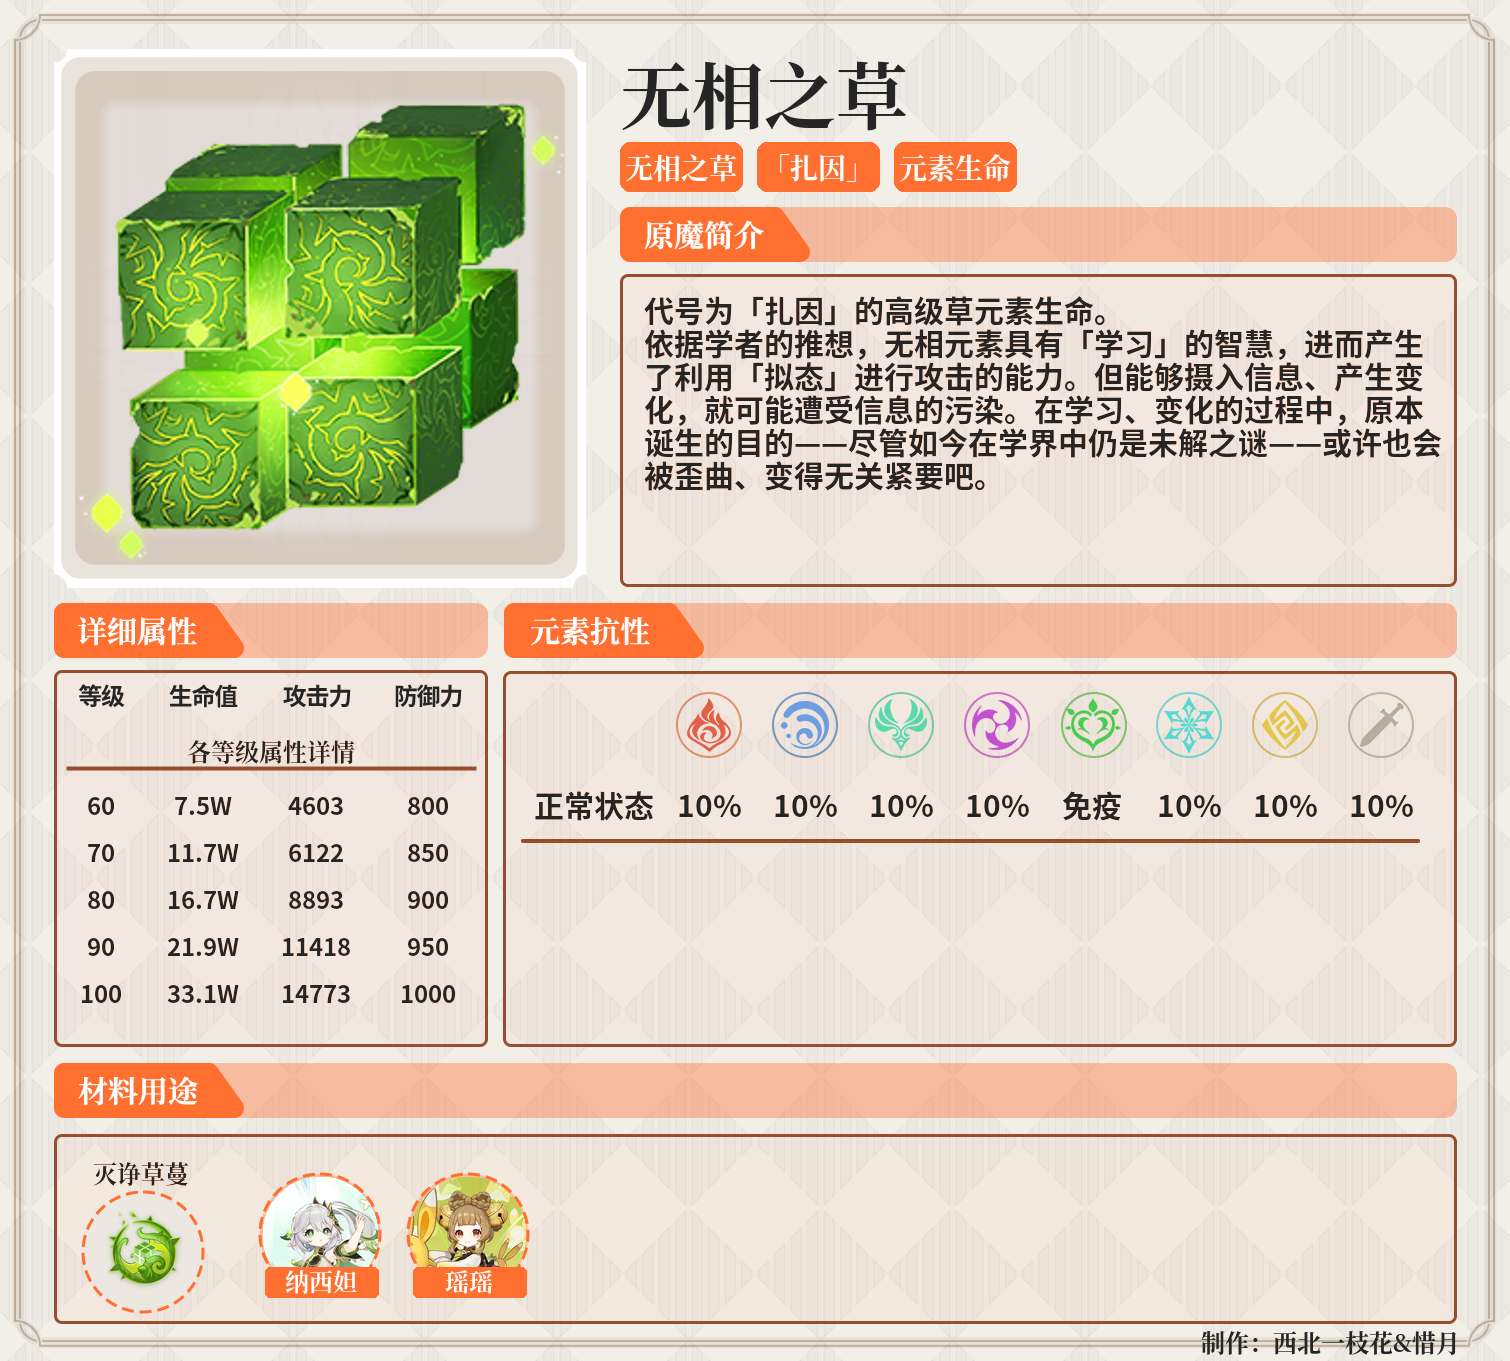 无相之草
无相之草 「扎因」 元素生命
原魔简介
代号为「扎因」的高级草元素生命。
依据学者的推想，无相元素具有「学习」的智慧，进而产生
了利用「拟态」进行攻击的能力。但能够摄入信息、产生变
化，就可能遭受信息的污染。在学习、变化的过程中，原本
诞生的目的——尽管如今在学界中仍是未解之谜——或许也会
被歪曲、变得无关紧要吧。
详细属性
等级 生命值 攻击力 防御力
各等级属性详情
60 7.5W 4603 800
70 11.7W 6122 850
80 16.7W 8893 900
90 21.9W 11418 950
100 33.1W 14773 1000
元素抗性
正常状态 10% 10% 10% 10% 免疫 10% 10% 10%
材料用途
灭诤草蔓
纳西妲 瑶瑶
制作：西北一枝花&惜月